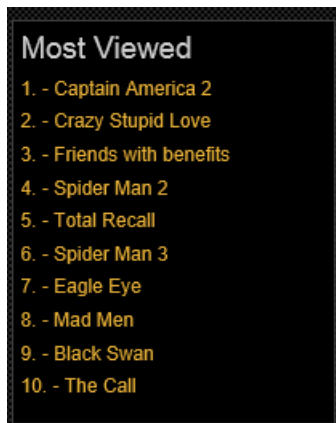 Most Viewed
1. - Captain America 2
2. - Crazy Stupid Love
3. - Friends with benefits
4. - Spider Man 2
5. - Total Recall
6. - Spider Man 3
7. - Eagle Eye
8. - Mad Men
9. - Black Swan
10. - The Call